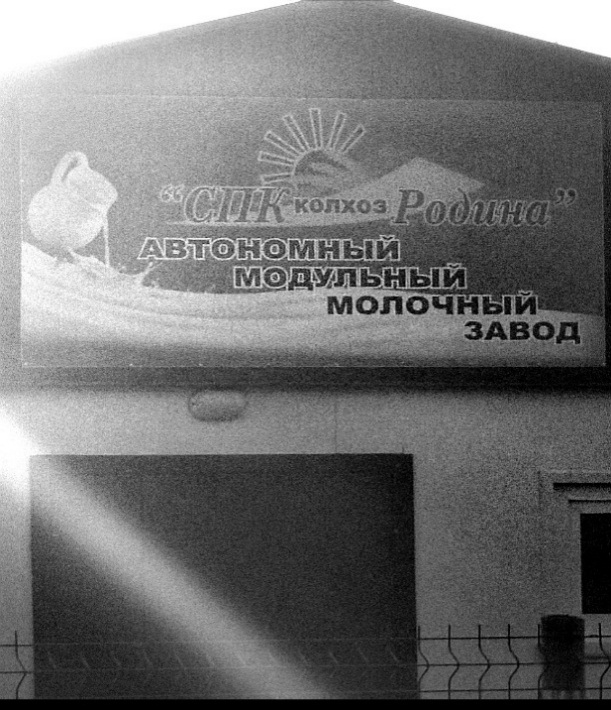 “СПК колхоз Родина”
АВТОНОМНЫЙ
МОДУЛЬНЫЙ
МОЛОЧНЫЙ
ЗАВОД